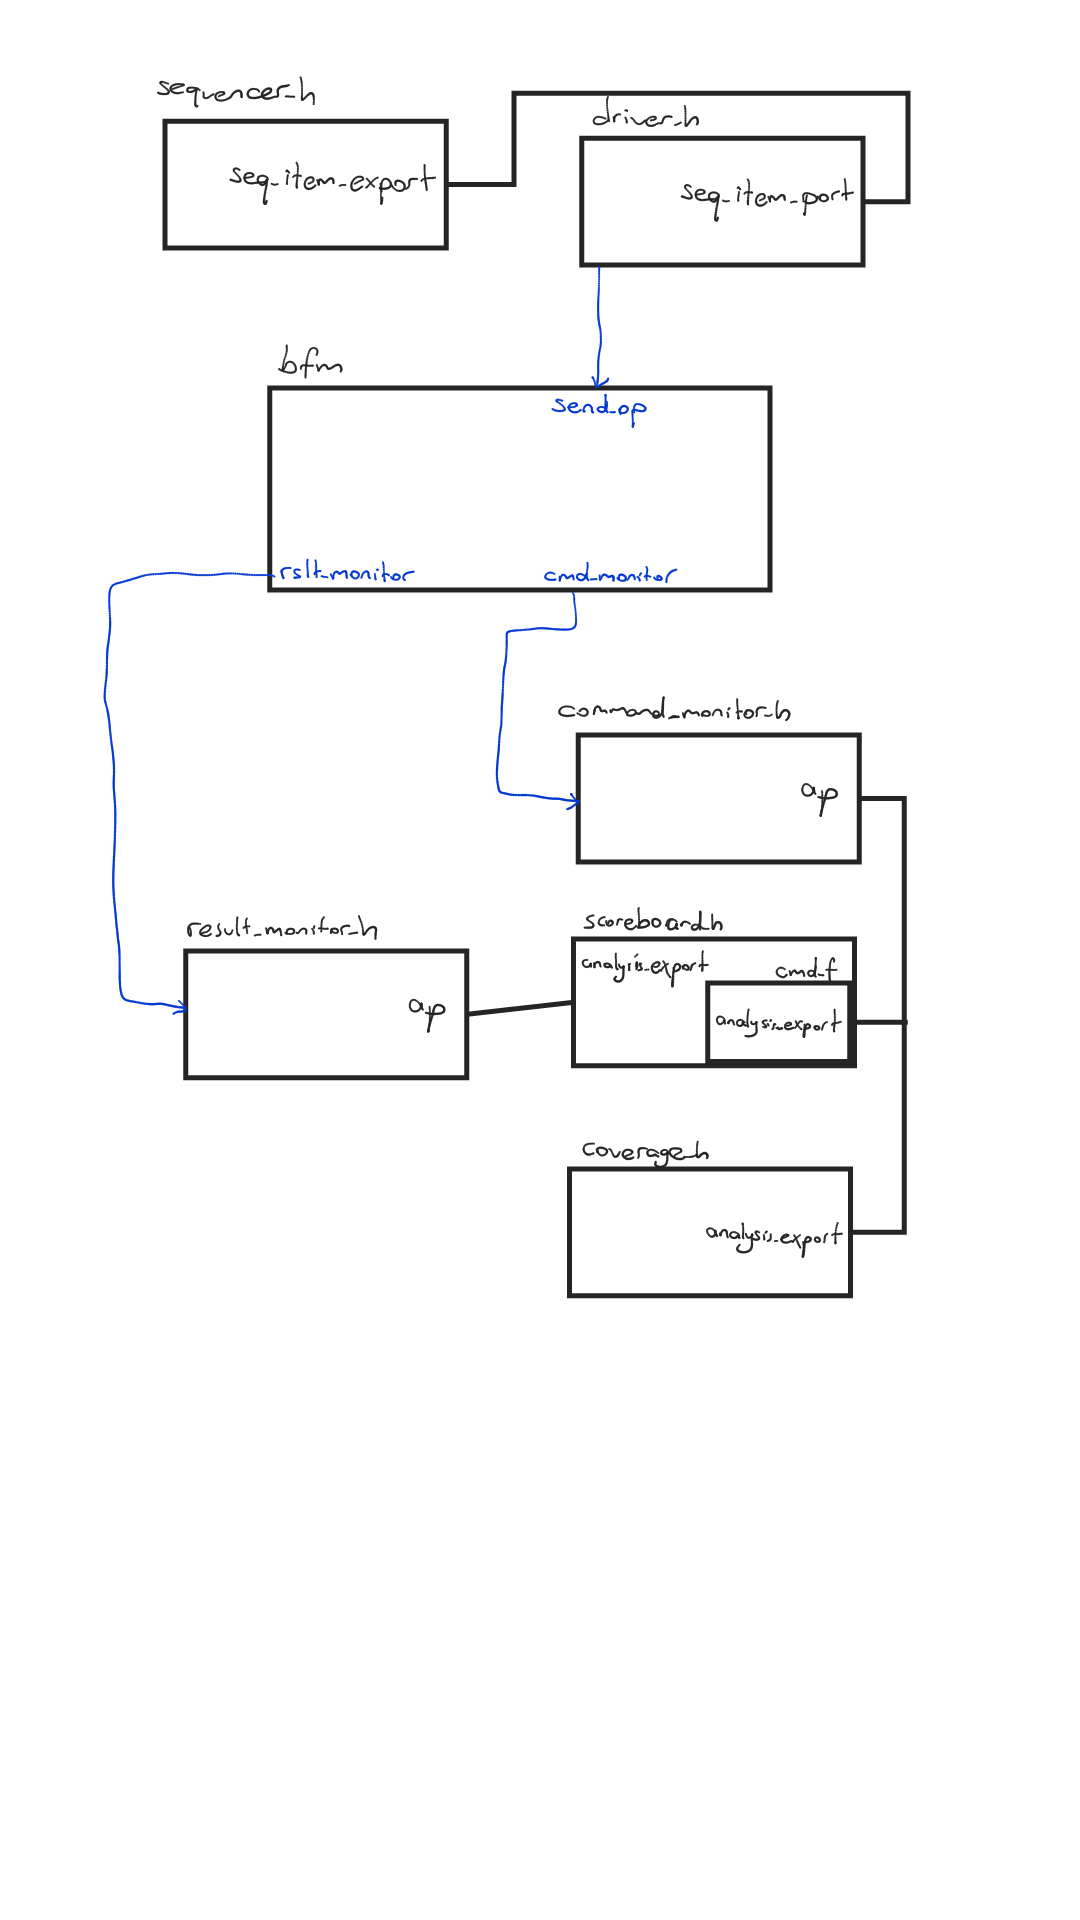 sequencer_h
driver_h
seq_item_export
seq_item_port
bfm
send_op
rslt_monitor
cmd_monitor
command_monitor_h
ap
result_monitor_h
ap
scoreboard_h
analysis_export
cmd_f
analysis_export
coverage_h
analysis_export